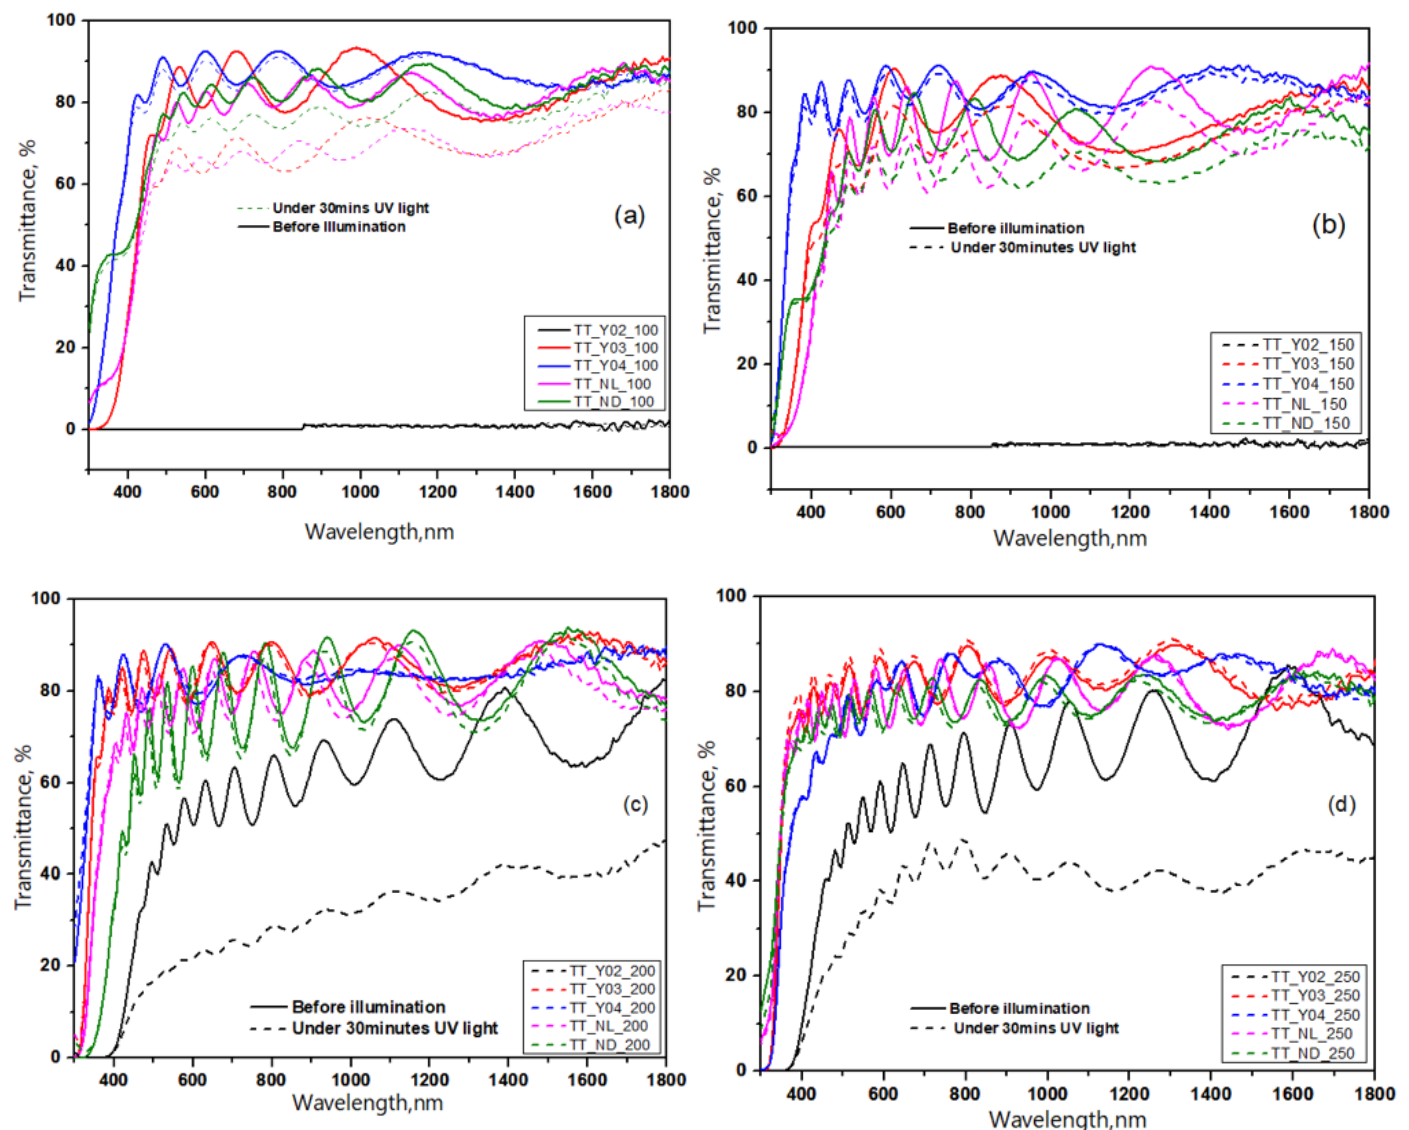 100
80
60
40
20
0
Transmittance, %
Under 30mins UV light
Before Illumination
(a)
TT_Y02_100
TT_Y03_100
TT_Y04_100
TT_NL_100
TT_ND_100
400 600 800 1000 1200 1400 1600 1800
Wavelength,nm
100
80
60
40
20
0
Transmittance, %
(b)
Before illumination
Under 30minutes UV light
TT_Y02_150
TT_Y03_150
TT_Y04_150
TT_NL_150
TT_ND_150
400 600 800 1000 1200 1400 1600 1800
Wavelength,nm
100
80
60
40
20
0
Transmittance, %
(c)
Before illumination
Under 30minutes UV light
TT_Y02_200
TT_Y03_200
TT_Y04_200
TT_NL_200
TT_ND_200
400 600 800 1000 1200 1400 1600 1800
Wavelength,nm
100
80
60
40
20
0
Transmittance, %
(d)
Before illumination
Under 30mins UV light
TT_Y02_250
TT_Y03_250
TT_Y04_250
TT_NL_250
TT_ND_250
400 600 800 1000 1200 1400 1600 1800
Wavelength,nm